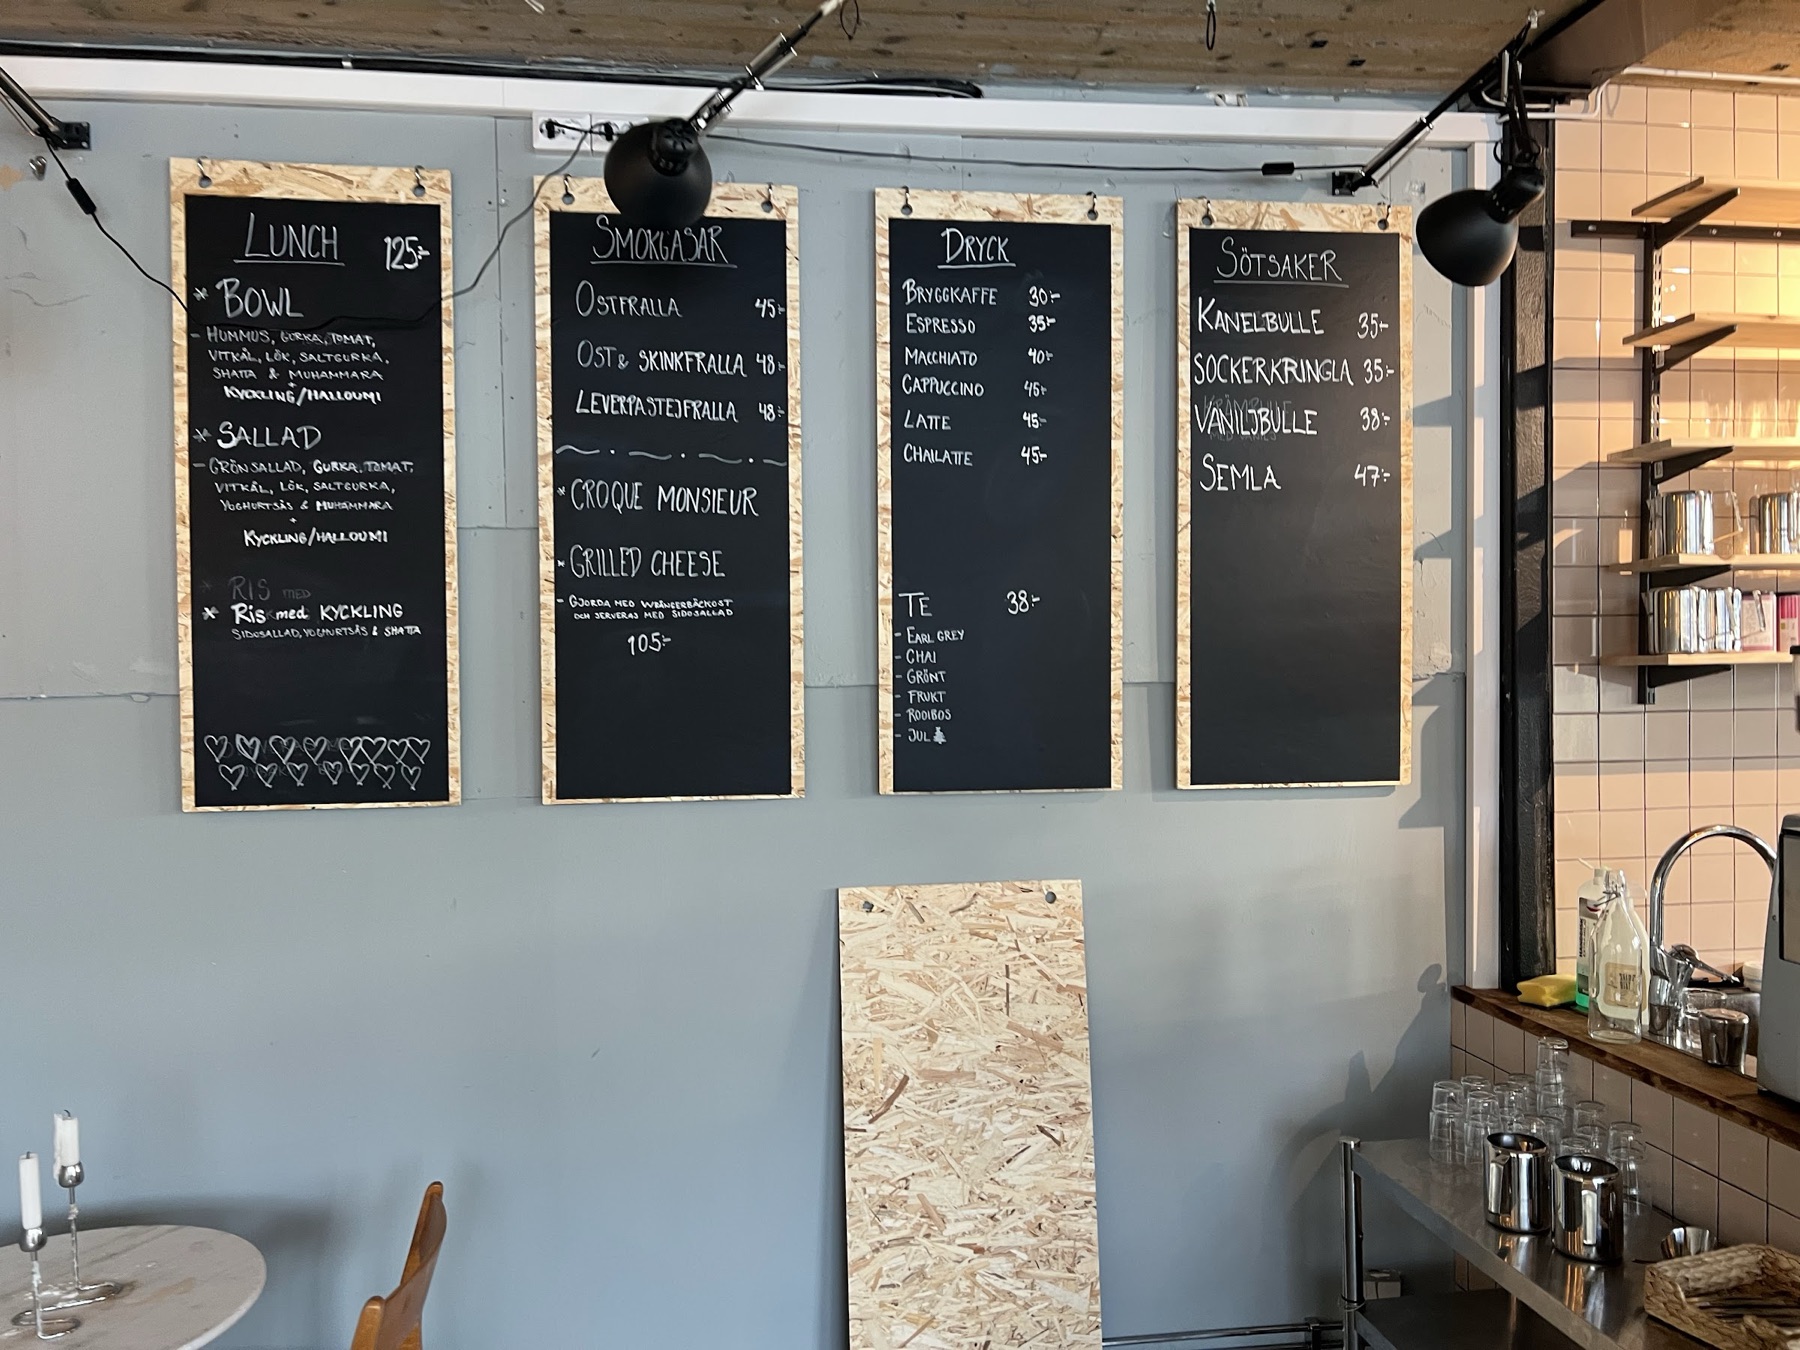 LUNCH 125:-
* BOWL
- HUMMUS, GURKA, TOMAT,
VITKÅL, LÖK, SALTGURKA,
SHATTA & MUHAMMARA
+
KYCKLING/HALLOUMI
* SALLAD
- GRÖNSALLAD, GURKA, TOMAT,
VITKÅL, LÖK, SALTGURKA,
YOGHURTSÅS & MUHAMMARA
+
KYCKLING/HALLOUMI
* RIS MED
* RIS med KYCKLING
SIDOSALLAD, YOGHURTSÅS & SHATTA
SMÖRGÅSAR
OSTFRALLA 45:-
OST & SKINKFRALLA 48:-
LEVERPASTEJFRALLA 48:-
* CROQUE MONSIEUR
* GRILLED CHEESE
- GJORDA MED WRÅNGEBÄCKOST
OCH SERVERAS MED SIDOSALLAD
105:-
DRYCK
BRYGGKAFFE 30:-
ESPRESSO 35:-
MACCHIATO 40:-
CAPPUCCINO 45:-
LATTE 45:-
CHAILATTE 45:-
TE 38:-
- EARL GREY
- CHAI
- GRÖNT
- FRUKT
- ROOIBOS
- JUL
SÖTSAKER
KANELBULLE 35:-
SOCKERKRINGLA 35:-
VANILJBULLE 38:-
SEMLA 47:-